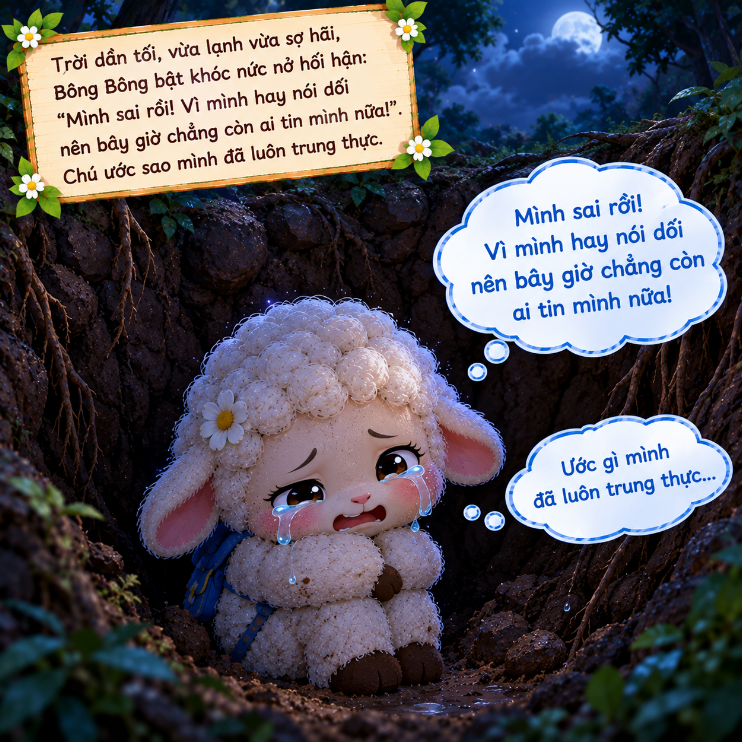 Trời dần tối, vừa lạnh vừa sợ hãi,
Bông Bông bật khóc nức nở hối hận:
“Mình sai rồi! Vì mình hay nói dối
nên bây giờ chẳng còn ai tin mình nữa!”.
Chú ước sao mình đã luôn trung thực.
Mình sai rồi!
Vì mình hay nói dối
nên bây giờ chẳng còn
ai tin mình nữa!
Ước gì mình
đã luôn trung thực...